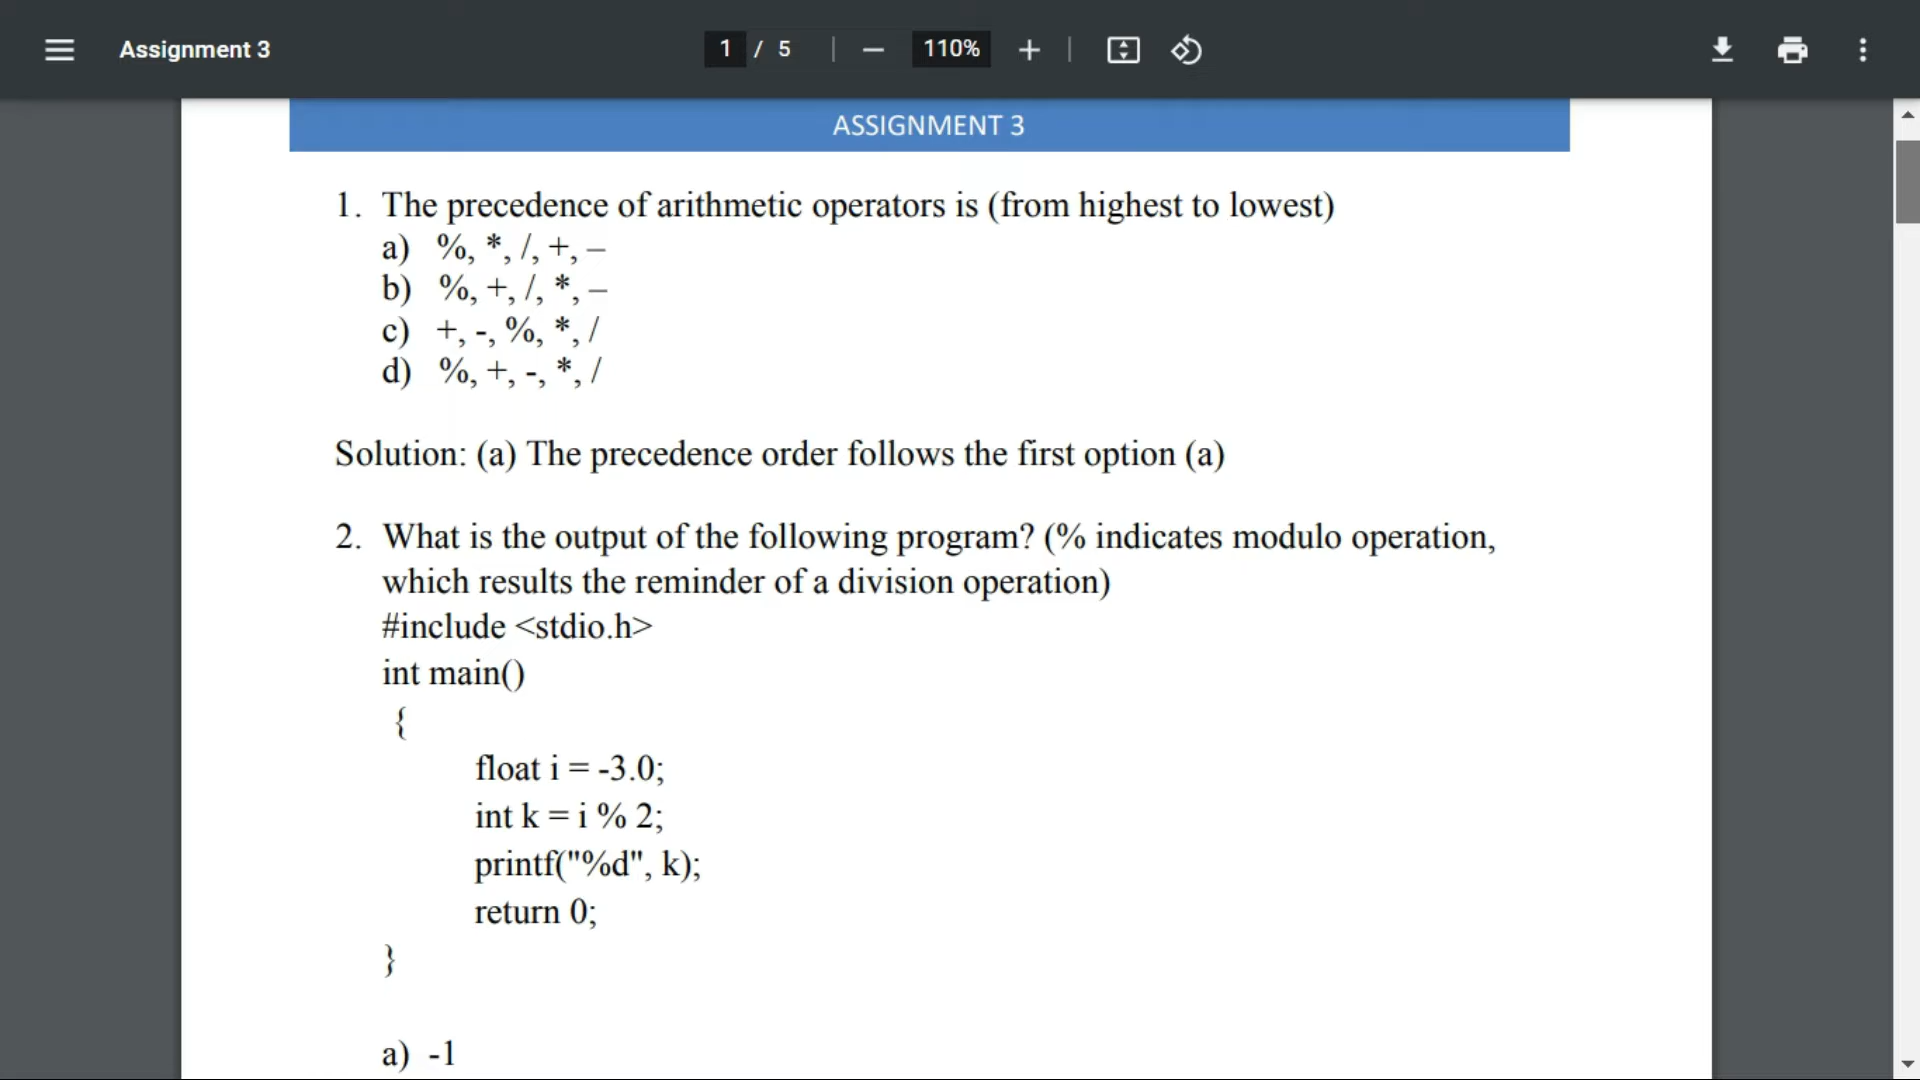 Assignment 3
1 / 5
110%
ASSIGNMENT 3
1. The precedence of arithmetic operators is (from highest to lowest)
a) %, *, /, +, –
b) %, +, /, *, –
c) +, -, %, *, /
d) %, +, -, *, /
Solution: (a) The precedence order follows the first option (a)
2. What is the output of the following program? (% indicates modulo operation,
which results the reminder of a division operation)
#include <stdio.h>
int main()
{
float i = -3.0;
int k = i % 2;
printf("%d", k);
return 0;
}
a) -1